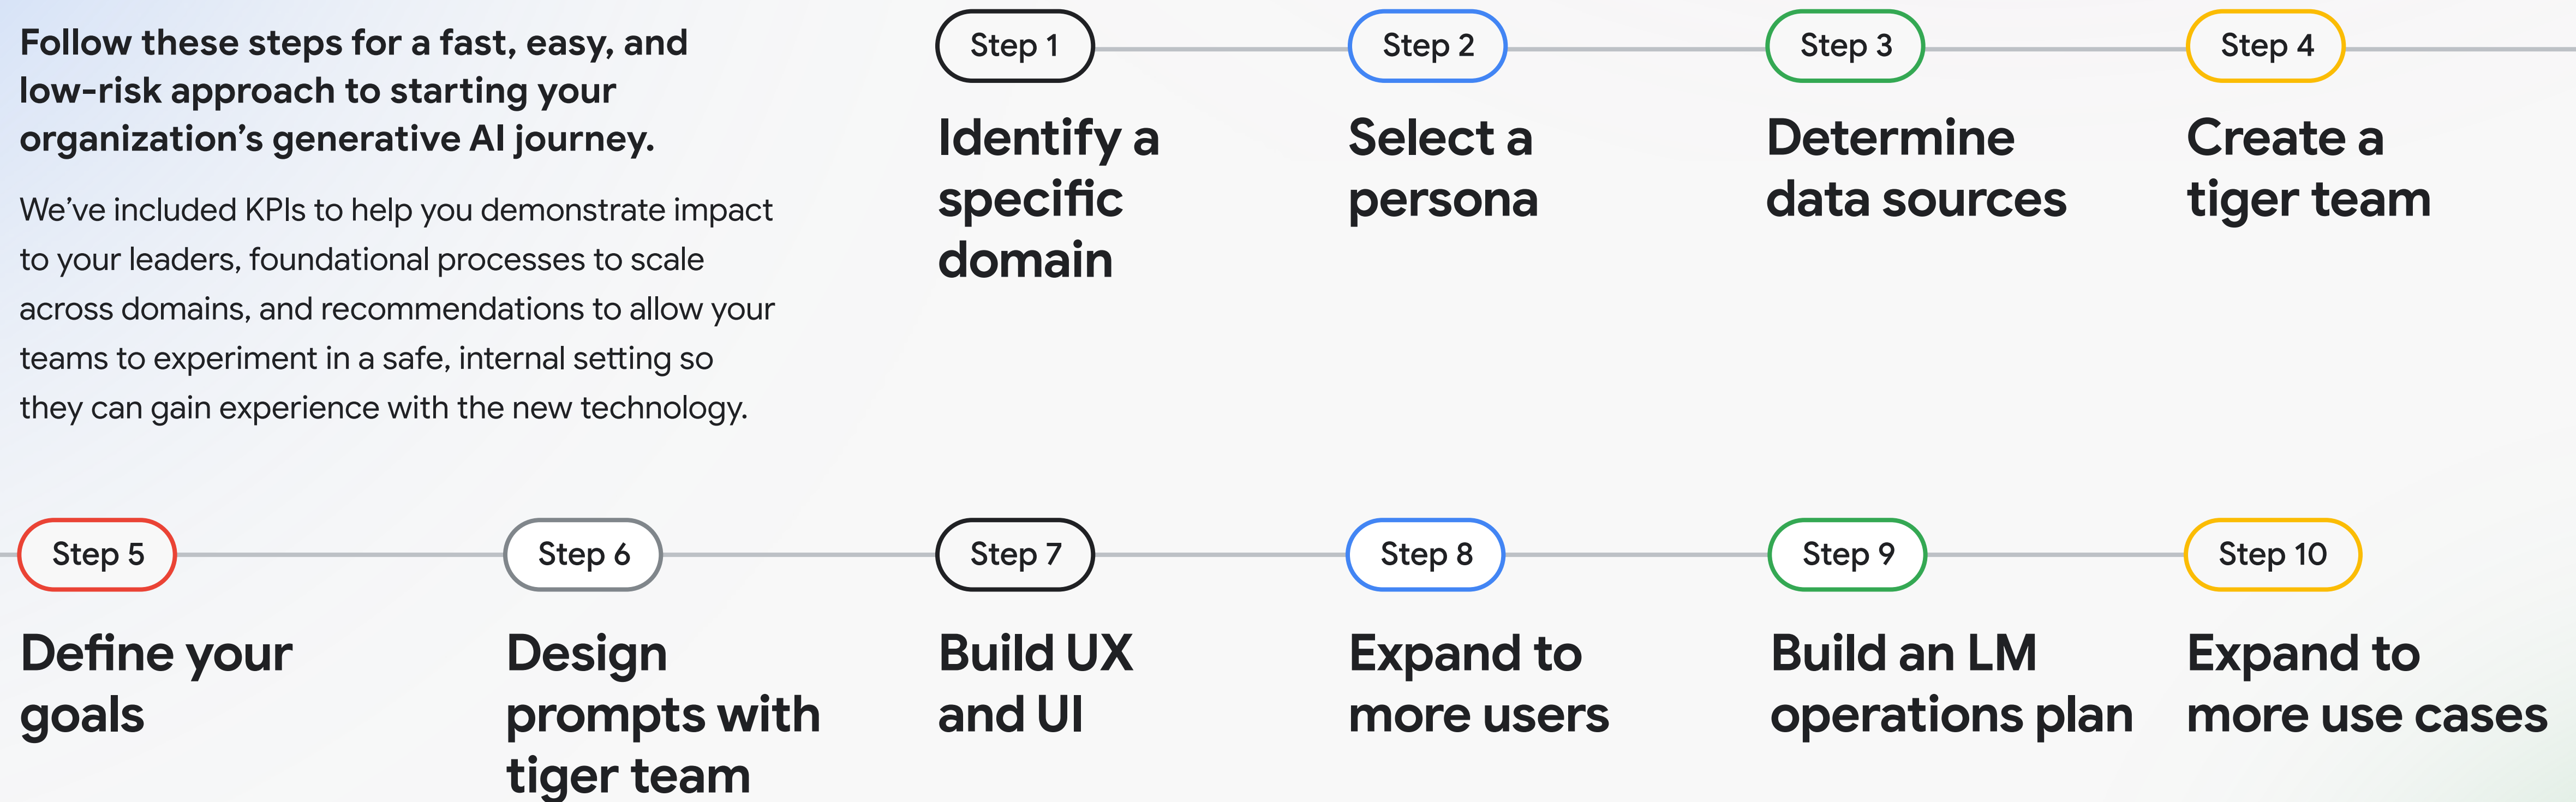 Follow these steps for a fast, easy, and
low-risk approach to starting your
organization’s generative AI journey.
We’ve included KPIs to help you demonstrate impact
to your leaders, foundational processes to scale
across domains, and recommendations to allow your
teams to experiment in a safe, internal setting so
they can gain experience with the new technology.
Step 1
Identify a
specific
domain
Step 2
Select a
persona
Step 3
Determine
data sources
Step 4
Create a
tiger team
Step 5
Define your
goals
Step 6
Design
prompts with
tiger team
Step 7
Build UX
and UI
Step 8
Expand to
more users
Step 9
Build an LM
operations plan
Step 10
Expand to
more use cases